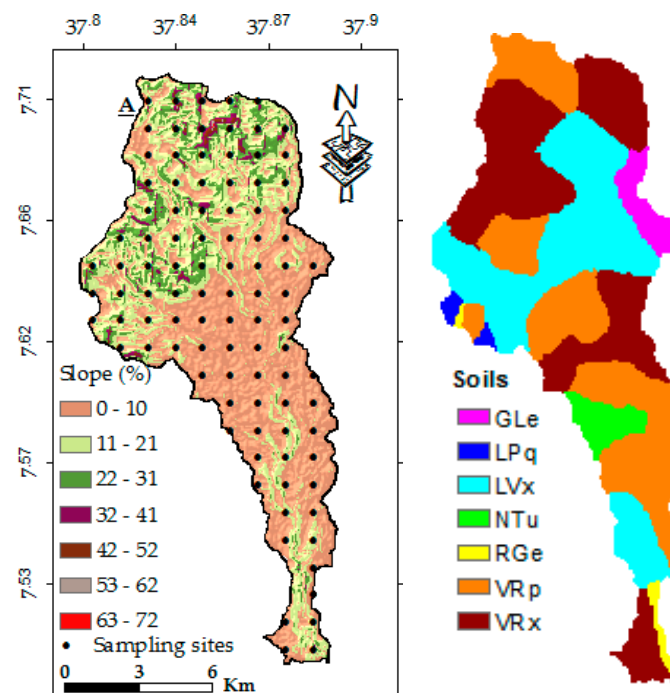 37.8 37.84 37.87 37.9
7.71
7.66
7.62
7.57
7.53
A
N
Slope (%)
0 - 10
11 - 21
22 - 31
32 - 41
42 - 52
53 - 62
63 - 72
Sampling sites
0 3 6
Km
Soils
GLe
LPq
LVx
NTu
RGe
VRp
VRx